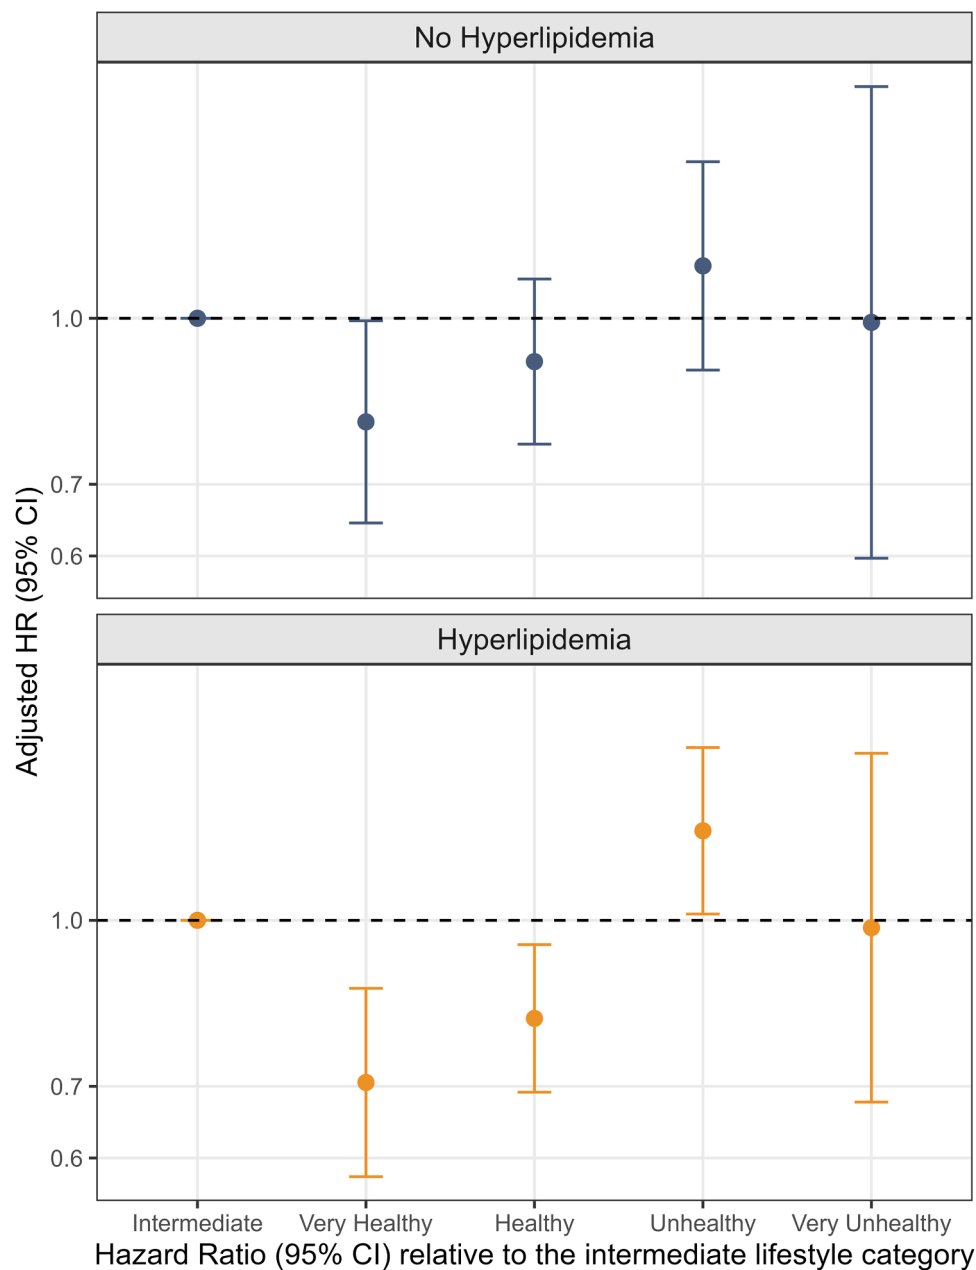 No Hyperlipidemia
1.0
0.7
0.6
Adjusted HR (95% CI)
Hyperlipidemia
1.0
0.7
0.6
Intermediate Very Healthy Healthy Unhealthy Very Unhealthy
Hazard Ratio (95% CI) relative to the intermediate lifestyle category